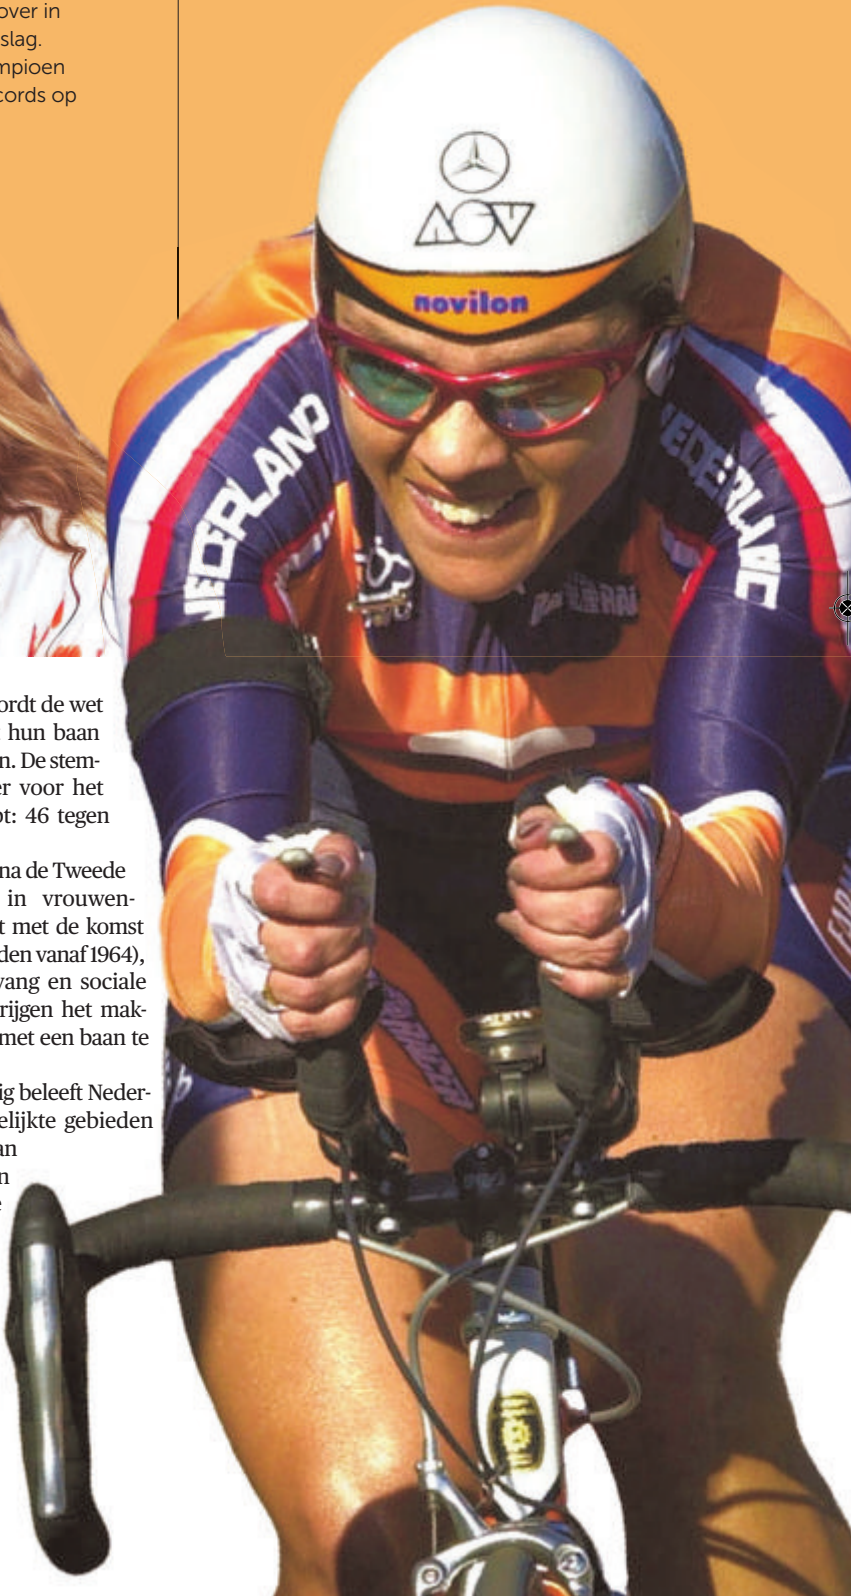 over in
slag.
mpioen
cords op
AGU
novilon
NEDERLAND
NEDERLAND
ordt de wet
hun baan
n. De stem-
er voor het
ot: 46 tegen
na de Tweede
in vrouwen-
t met de komst
den vanaf 1964),
vang en sociale
rijgen het mak-
met een baan te
ig beleeft Neder-
elijkte gebieden
an
n
e